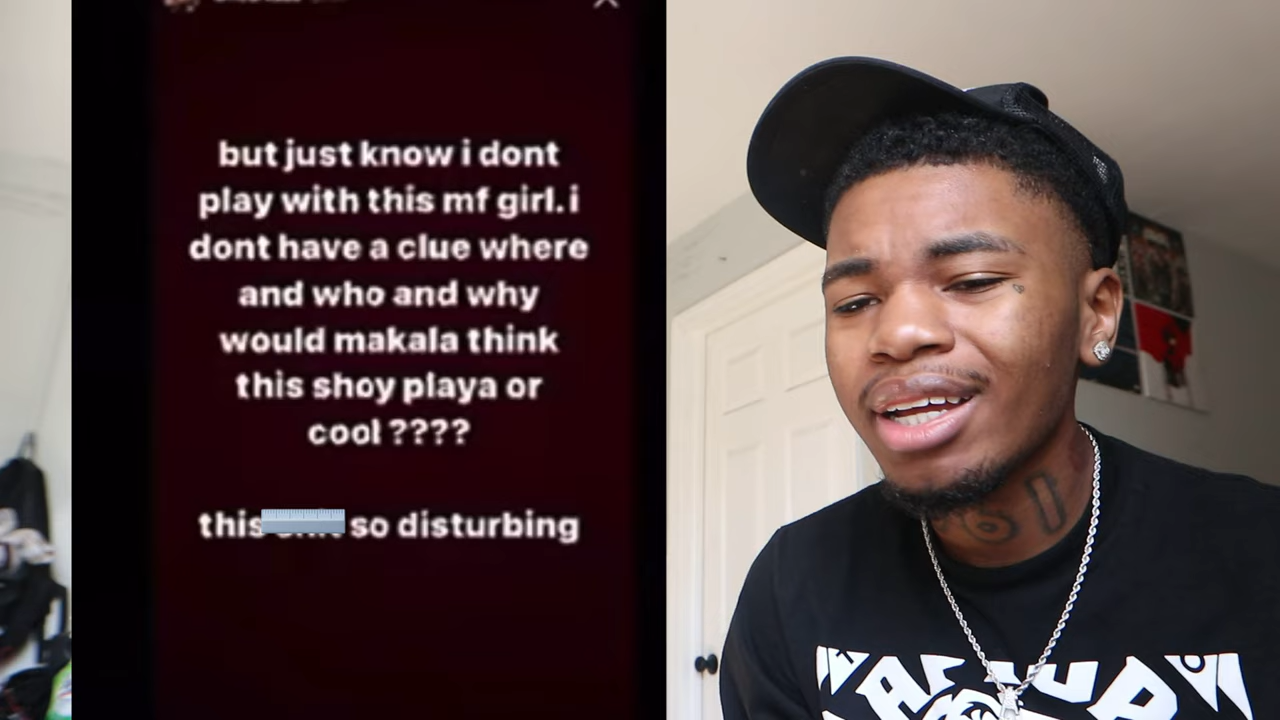 but just know i dont
play with this mf girl. i
dont have a clue where
and who and why
would makala think
this shoy playa or
cool ????
this so disturbing